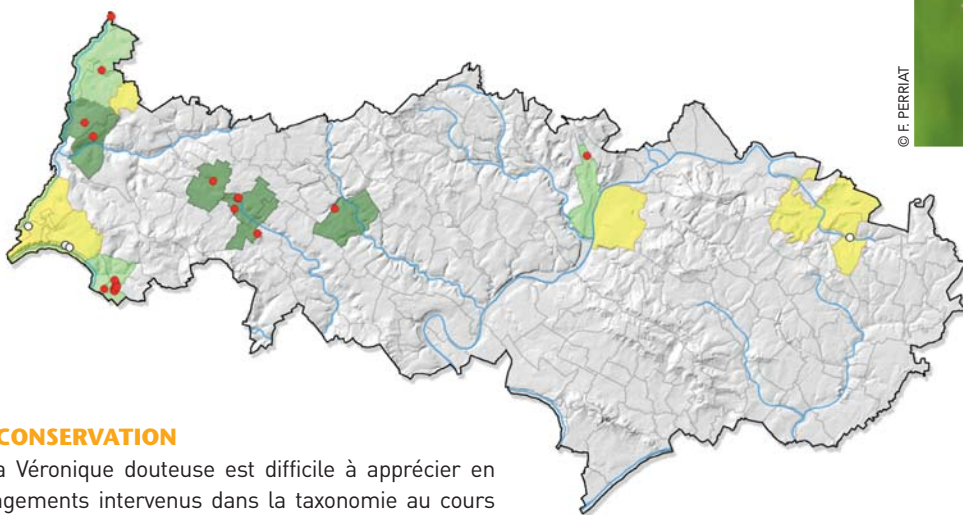 © F. PERRIAT
CONSERVATION
a Véronique douteuse est difficile à apprécier en
ngements intervenus dans la taxonomie au cours